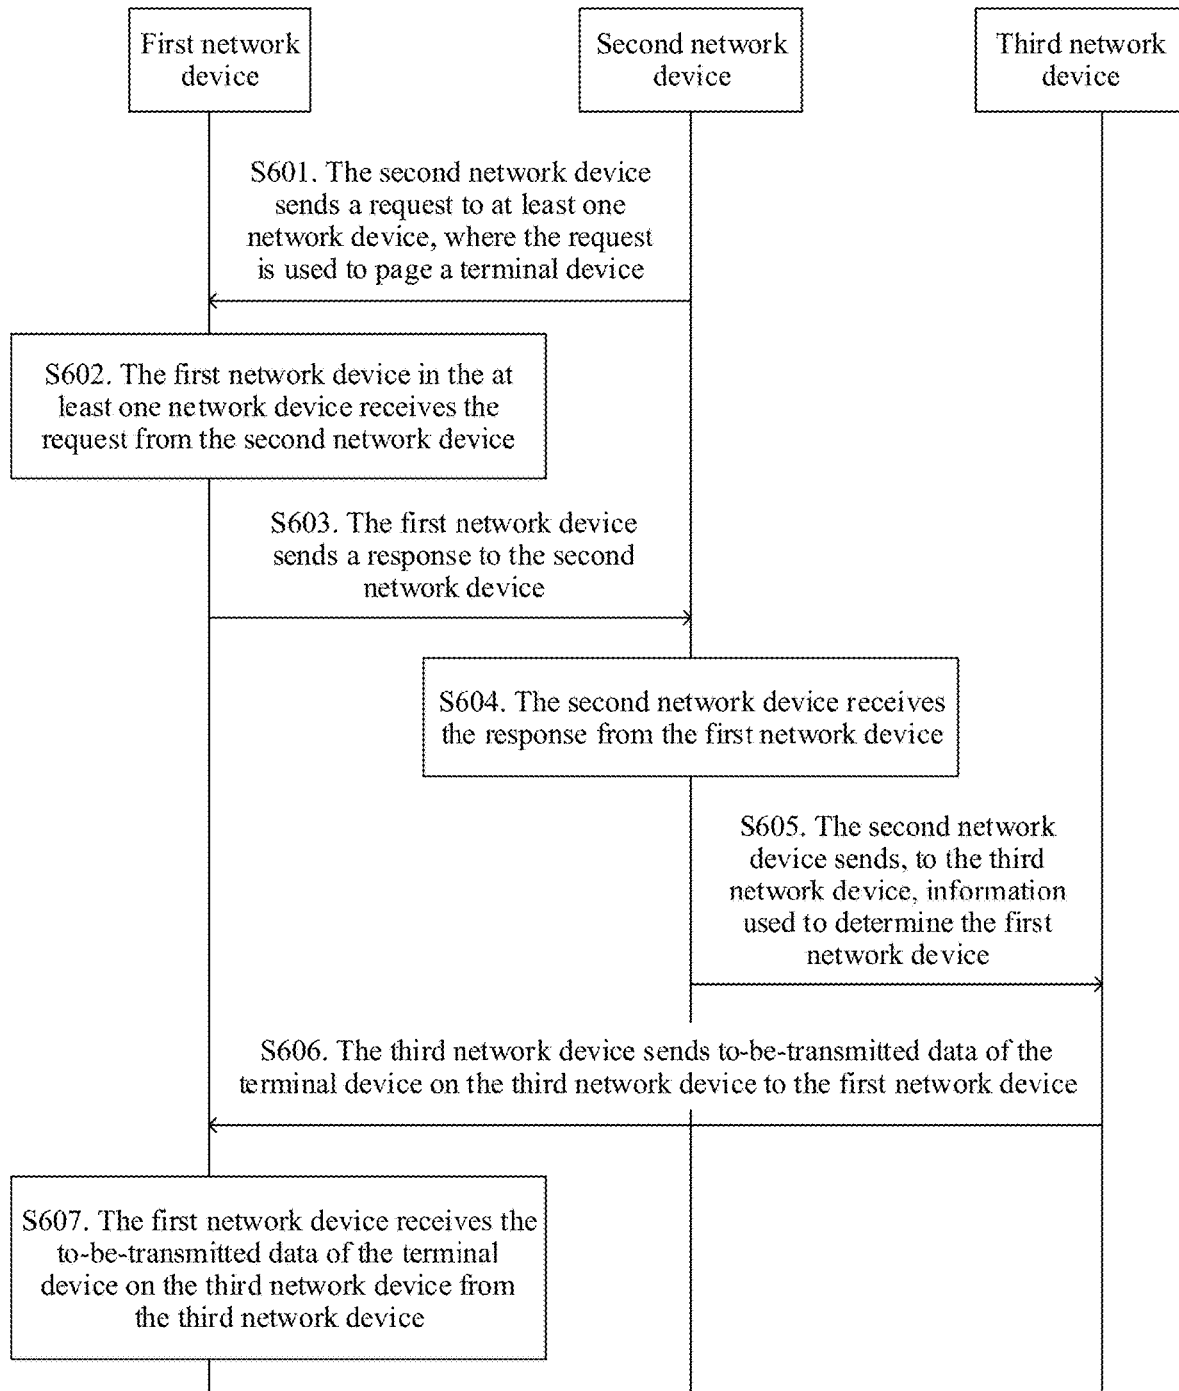 First network
device
Second network
device
Third network
device
S601. The second network device
sends a request to at least one
network device, where the request
is used to page a terminal device
S602. The first network device in the at
least one network device receives the
request from the second network device
S603. The first network device
sends a response to the second
network device
S604. The second network device receives
the response from the first network device
S605. The second network
device sends, to the third
network device, information
used to determine the first
network device
S606. The third network device sends to-be-transmitted data of the
terminal device on the third network device to the first network device
S607. The first network device receives the
to-be-transmitted data of the terminal
device on the third network device from
the third network device